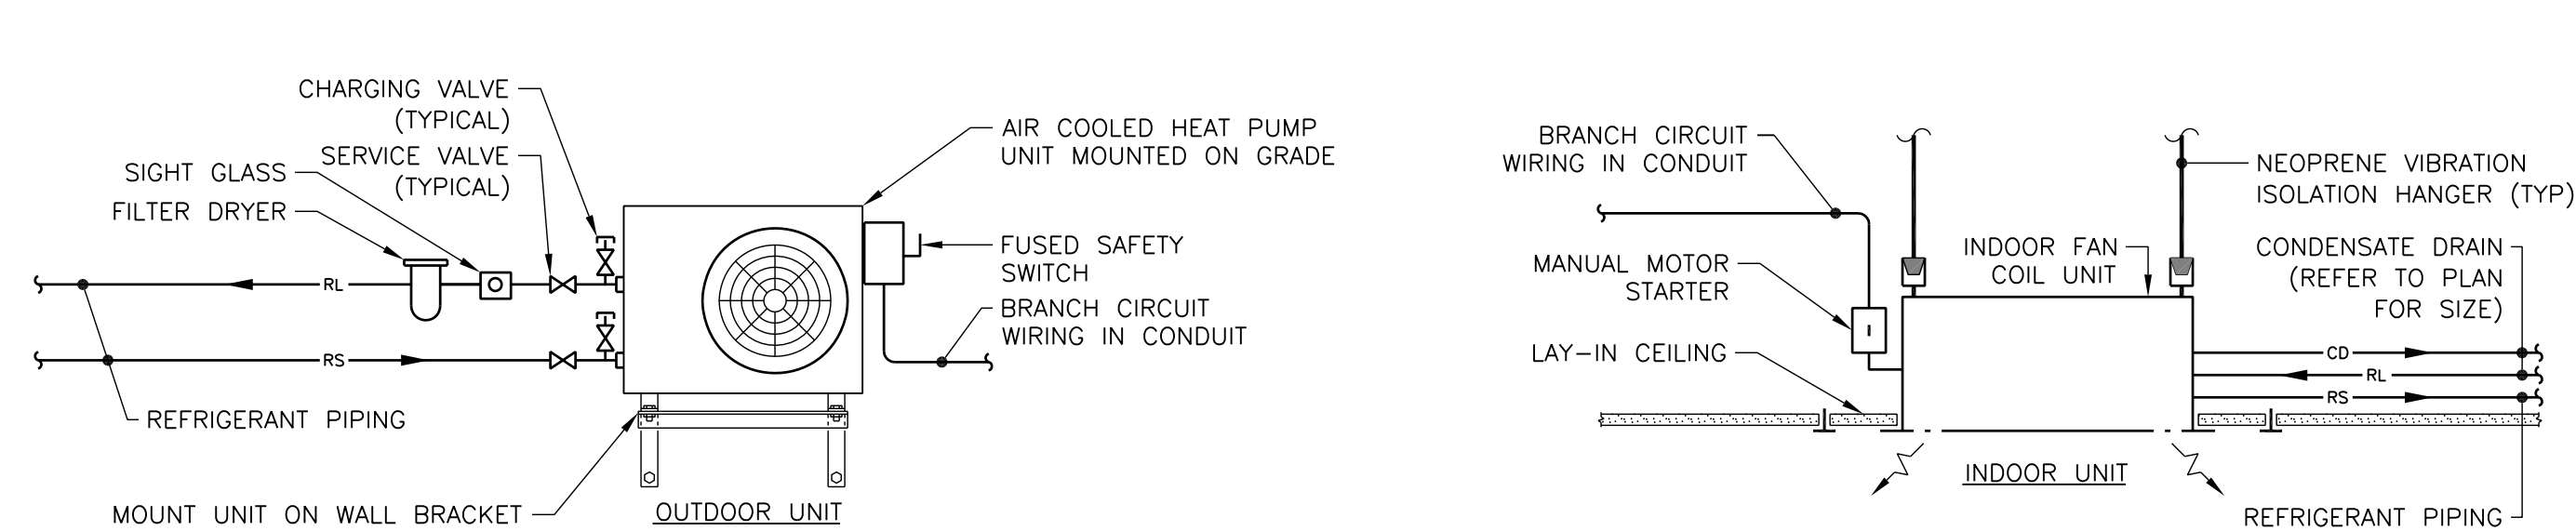 CHARGING VALVE
(TYPICAL)
SERVICE VALVE
(TYPICAL)
SIGHT GLASS
FILTER DRYER
RL
RS
REFRIGERANT PIPING
MOUNT UNIT ON WALL BRACKET
AIR COOLED HEAT PUMP
UNIT MOUNTED ON GRADE
FUSED SAFETY
SWITCH
BRANCH CIRCUIT
WIRING IN CONDUIT
OUTDOOR UNIT
BRANCH CIRCUIT
WIRING IN CONDUIT
MANUAL MOTOR
STARTER
LAY-IN CEILING
INDOOR FAN
COIL UNIT
NEOPRENE VIBRATION
ISOLATION HANGER (TYP)
CONDENSATE DRAIN
(REFER TO PLAN
FOR SIZE)
CD
RL
RS
INDOOR UNIT
REFRIGERANT PIPING